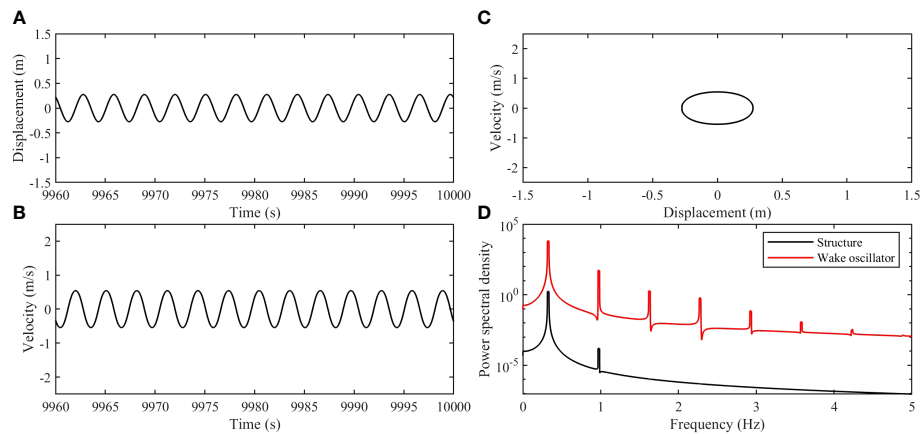 A
1.5
1
0.5
0
-0.5
-1
-1.5
Displacement (m)
9960 9965 9970 9975 9980 9985 9990 9995 10000
Time (s)
B
2
1
0
-1
-2
Velocity (m/s)
9960 9965 9970 9975 9980 9985 9990 9995 10000
Time (s)
C
2
1
0
-1
-2
Velocity (m/s)
-1.5 -1 -0.5 0 0.5 1 1.5
Displacement (m)
D
10^5
10^0
10^-5
Power spectral density
Structure
Wake oscillator
0 1 2 3 4 5
Frequency (Hz)